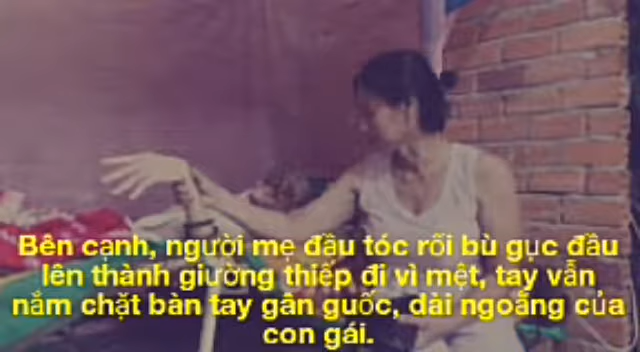 Bên cạnh, người mẹ đầu tóc rối bù gục đầu
lên thành giường thiếp đi vì mệt, tay vẫn
nắm chặt bàn tay gân guốc, dài ngoẵng của
con gái.